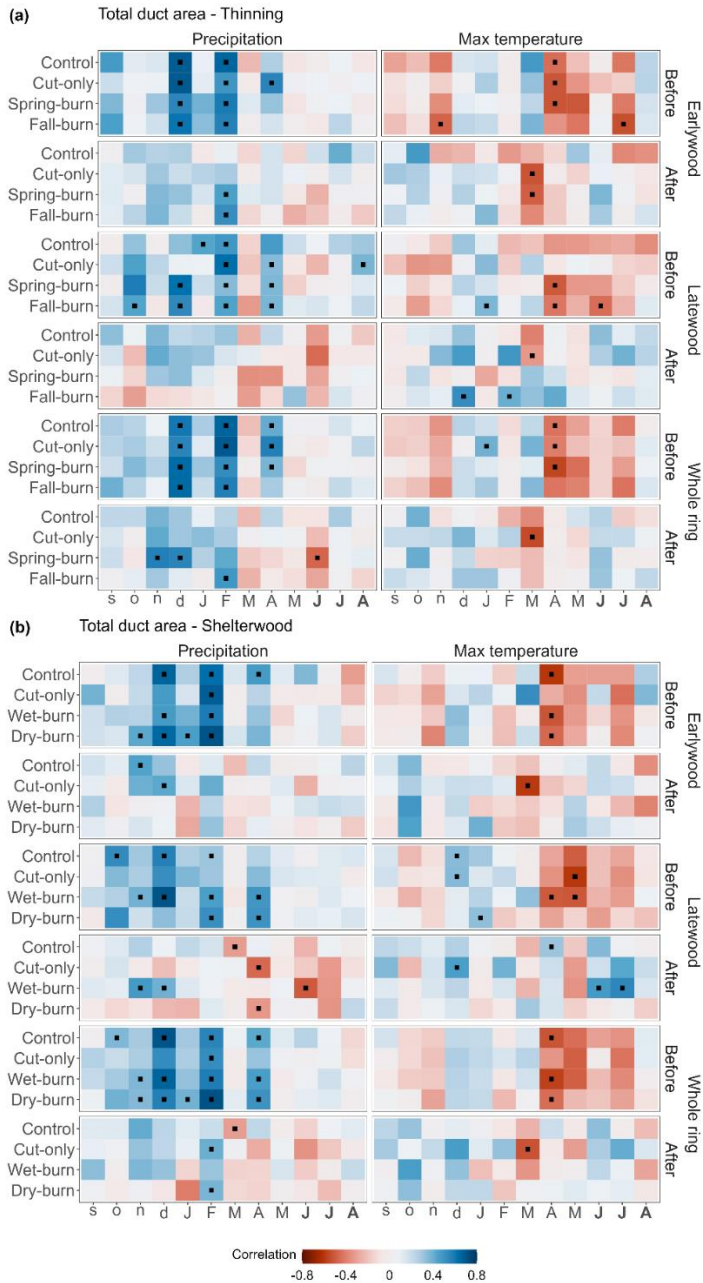 (a) Total duct area - Thinning
Precipitation Max temperature
Control
Cut-only
Spring-burn
Fall-burn
Before
Control
Cut-only
Spring-burn
Fall-burn
After
Earlywood
Control
Cut-only
Spring-burn
Fall-burn
Before
Control
Cut-only
Spring-burn
Fall-burn
After
Latewood
Control
Cut-only
Spring-burn
Fall-burn
Before
Control
Cut-only
Spring-burn
Fall-burn
After
Whole ring
s o n d J F M A M J J A s o n d J F M A M J J A
(b) Total duct area - Shelterwood
Precipitation Max temperature
Control
Cut-only
Wet-burn
Dry-burn
Before
Control
Cut-only
Wet-burn
Dry-burn
After
Earlywood
Control
Cut-only
Wet-burn
Dry-burn
Before
Control
Cut-only
Wet-burn
Dry-burn
After
Latewood
Control
Cut-only
Wet-burn
Dry-burn
Before
Control
Cut-only
Wet-burn
Dry-burn
After
Whole ring
s o n d J F M A M J J A s o n d J F M A M J J A
Correlation
-0.8 -0.4 0 0.4 0.8